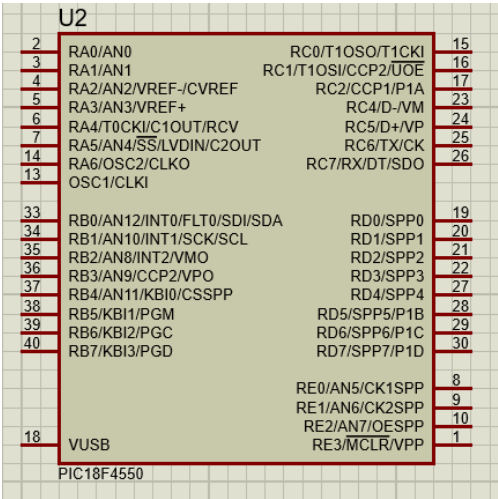 U2
2 RA0/AN0 RC0/T1OSO/T1CKI 15
3 RA1/AN1 RC1/T1OSI/CCP2/UOE 16
4 RA2/AN2/VREF-/CVREF RC2/CCP1/P1A 17
5 RA3/AN3/VREF+ RC4/D-/VM 23
6 RA4/T0CKI/C1OUT/RCV RC5/D+/VP 24
7 RA5/AN4/SS/LVDIN/C2OUT RC6/TX/CK 25
14 RA6/OSC2/CLKO RC7/RX/DT/SDO 26
13 OSC1/CLKI
33 RB0/AN12/INT0/FLT0/SDI/SDA RD0/SPP0 19
34 RB1/AN10/INT1/SCK/SCL RD1/SPP1 20
35 RB2/AN8/INT2/VMO RD2/SPP2 21
36 RB3/AN9/CCP2/VPO RD3/SPP3 22
37 RB4/AN11/KBI0/CSSPP RD4/SPP4 27
38 RB5/KBI1/PGM RD5/SPP5/P1B 28
39 RB6/KBI2/PGC RD6/SPP6/P1C 29
40 RB7/KBI3/PGD RD7/SPP7/P1D 30
RE0/AN5/CK1SPP 8
RE1/AN6/CK2SPP 9
RE2/AN7/OESPP 10
18 VUSB RE3/MCLR/VPP 1
PIC18F4550